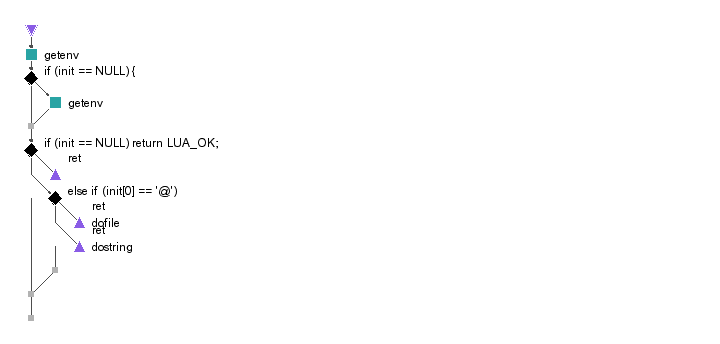 getenv
if (init == NULL) {
getenv
if (init == NULL) return LUA_OK;
ret
else if (init[0] == '@')
ret
dofile
ret
dostring